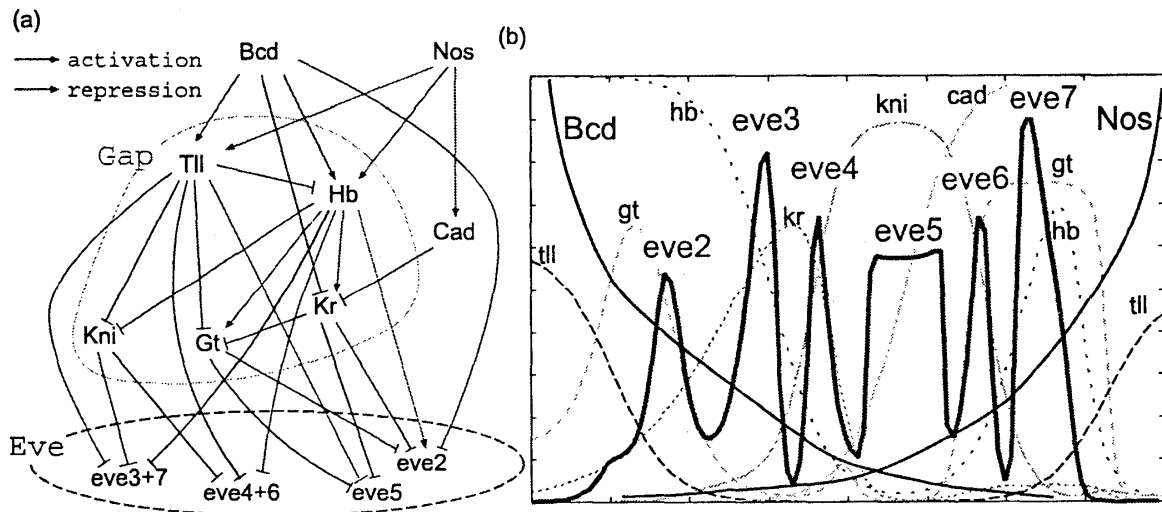 (a)
activation
repression
Bcd
Nos
Gap
Tll
Hb
Cad
Kr
Kni
Gt
Eve
eve3+7
eve4+6
eve5
eve2
(b)
Bcd
hb
eve3
kni
cad
eve7
Nos
eve4
gt
eve6
gt
kr
tll
eve2
eve5
hb
tll